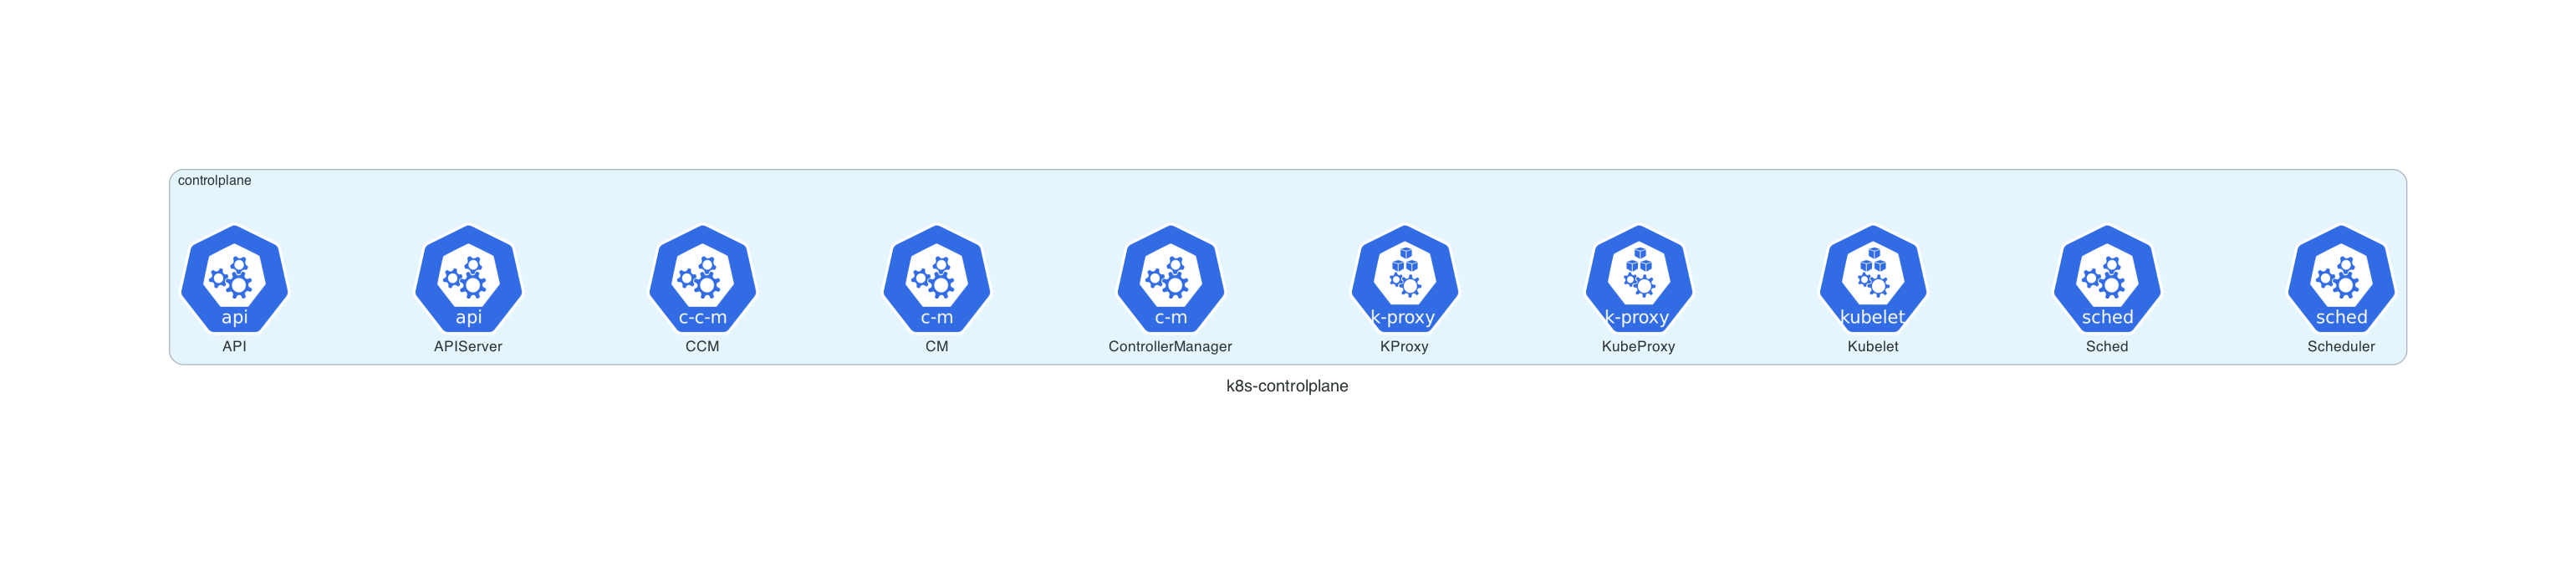 controlplane
api
api
c-c-m
c-m
c-m
k-proxy
k-proxy
kubelet
sched
sched
API
APIServer
CCM
CM
ControllerManager
KProxy
KubeProxy
Kubelet
Sched
Scheduler
k8s-controlplane